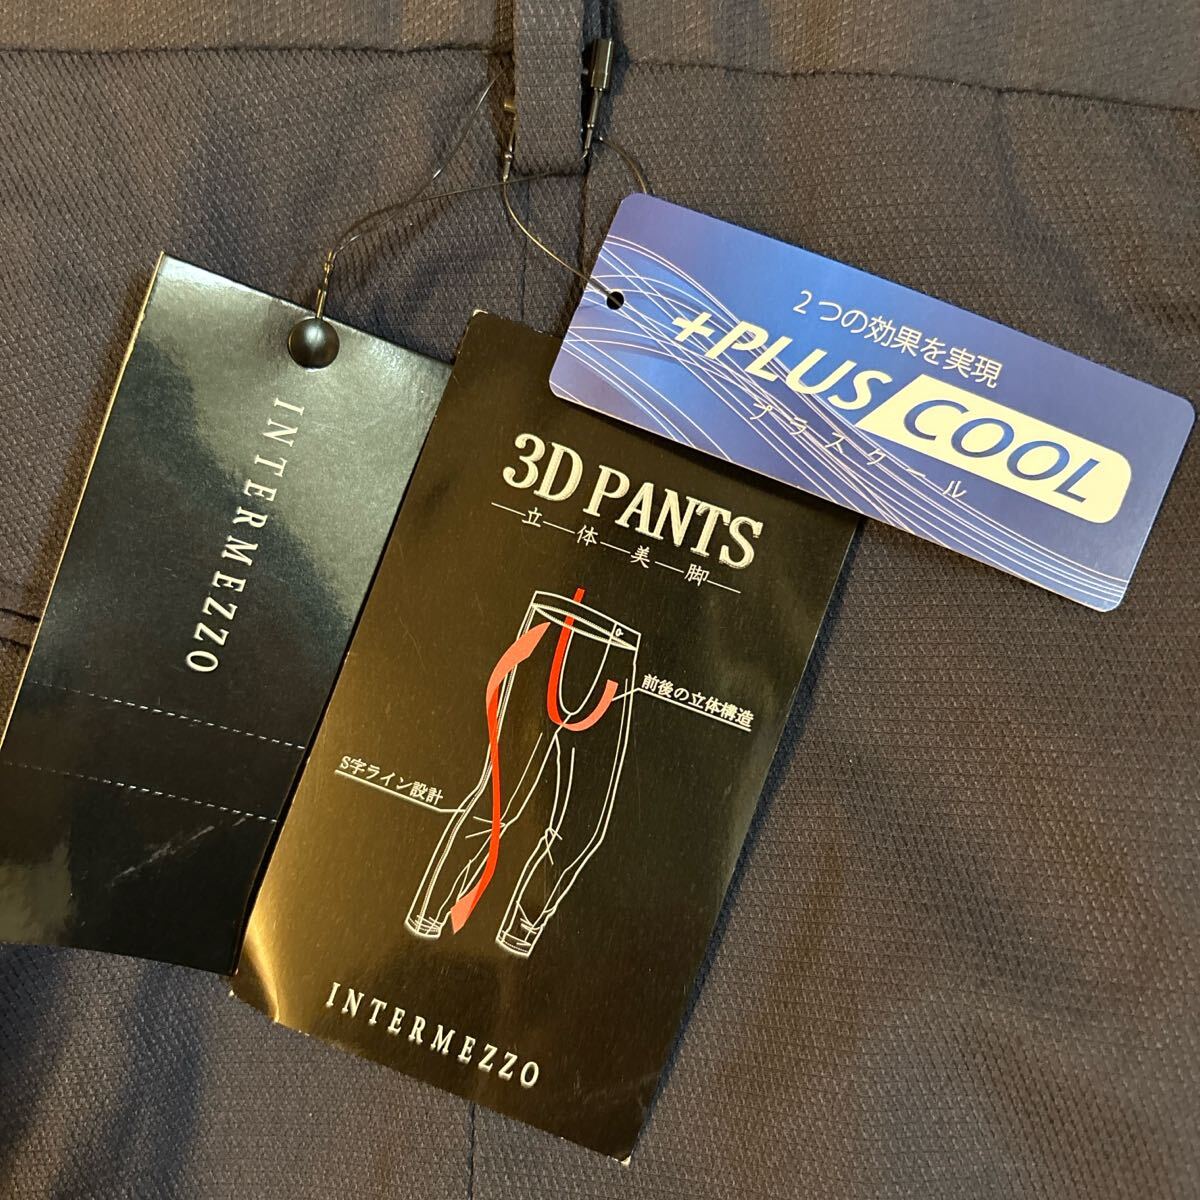 INTERMEZZO
3D PANTS
立体美脚
前後の立体構造
S字ライン設計
INTERMEZZO
2つの効果を実現
+PLUS COOL
プラスクール